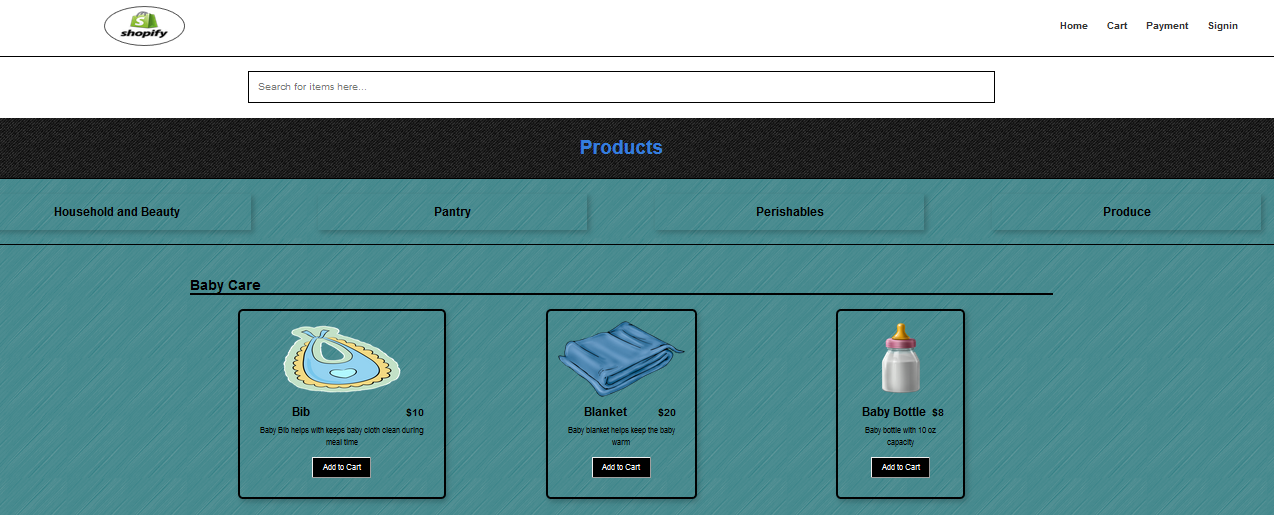 S
shopify
Home Cart Payment Signin
Search for items here...
Products
Household and Beauty Pantry Perishables Produce
Baby Care
Bib $10
Baby Bib helps with keeps baby cloth clean during
meal time
Add to Cart
Blanket $20
Baby blanket helps keep the baby
warm
Add to Cart
Baby Bottle $8
Baby bottle with 10 oz
capacity
Add to Cart